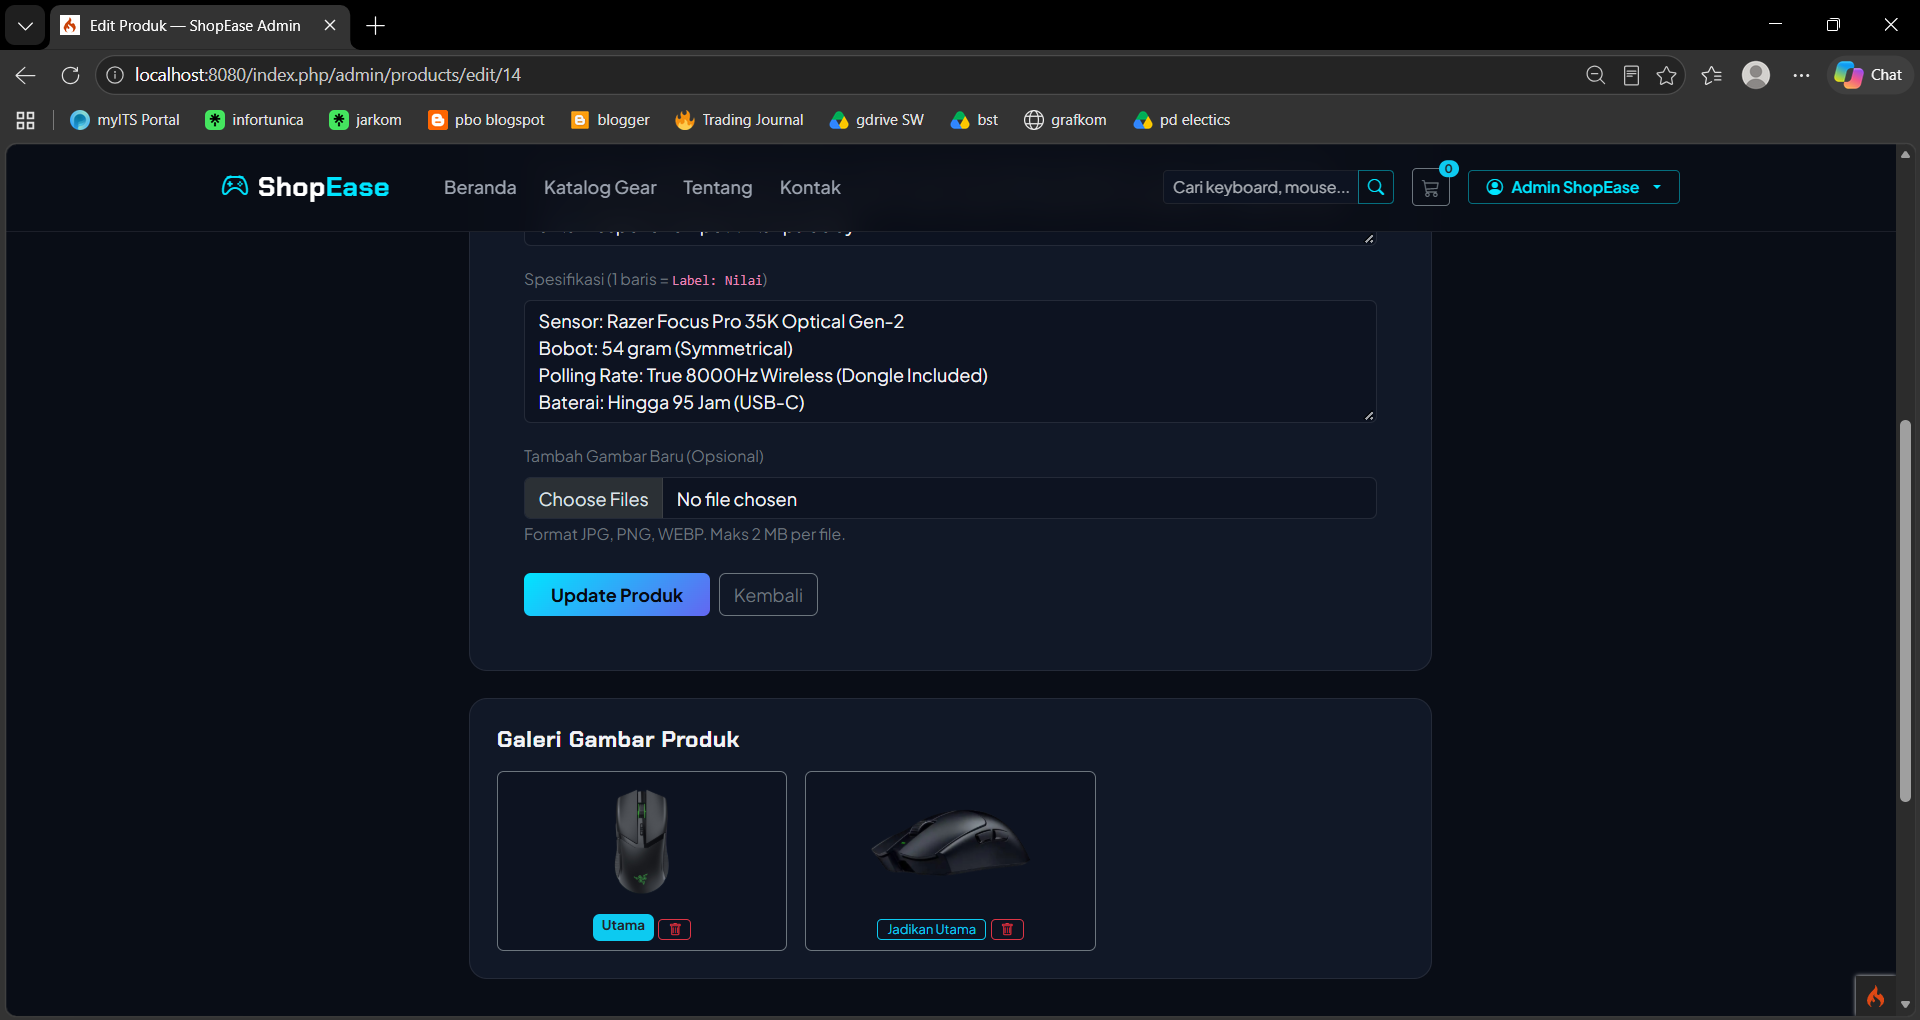 Edit Produk — ShopEase Admin
localhost:8080/index.php/admin/products/edit/14
Chat
myITS Portal
infortunica
jarkom
pbo blogspot
blogger
Trading Journal
gdrive SW
bst
grafkom
pd electics
ShopEase
Beranda
Katalog Gear
Tentang
Kontak
Cari keyboard, mouse...
0
Admin ShopEase
Spesifikasi (1 baris = Label: Nilai)
Sensor: Razer Focus Pro 35K Optical Gen-2
Bobot: 54 gram (Symmetrical)
Polling Rate: True 8000Hz Wireless (Dongle Included)
Baterai: Hingga 95 Jam (USB-C)
Tambah Gambar Baru (Opsional)
Choose Files No file chosen
Format JPG, PNG, WEBP. Maks 2 MB per file.
Update Produk
Kembali
Galeri Gambar Produk
Utama
Jadikan Utama